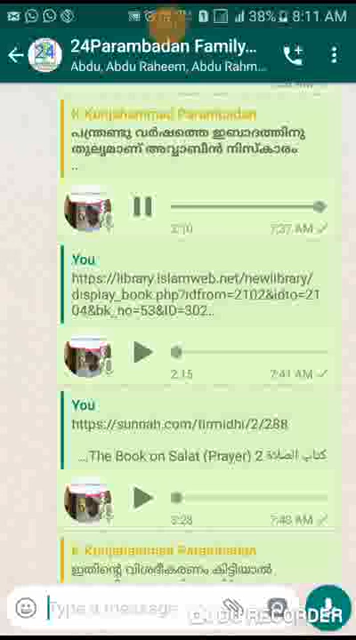 38% 8:11 AM
24Parambadan Family...
Abdu, Abdu Raheem, Abdu Rahm...
K Kunjahammad Parambadan
പന്ത്രണ്ടു വർഷത്തെ ഇബാദത്തിനു
തുല്യമാണ് അവ്വാബീൻ നിസ്കാരം
..
2:10 7:37 AM
You
https://library.islamweb.net/newlibrary/
display_book.php?idfrom=2102&idto=21
04&bk_no=53&ID=302..
2:15 7:41 AM
You
https://sunnah.com/tirmidhi/2/288
...The Book on Salat (Prayer) 2 كتاب الصلاة
3:28 7:43 AM
K Kunjahammad Parambadan
ഇതിന്റെ വിശദീകരണം കിട്ടിയാൽ
Type a message
RECORDER